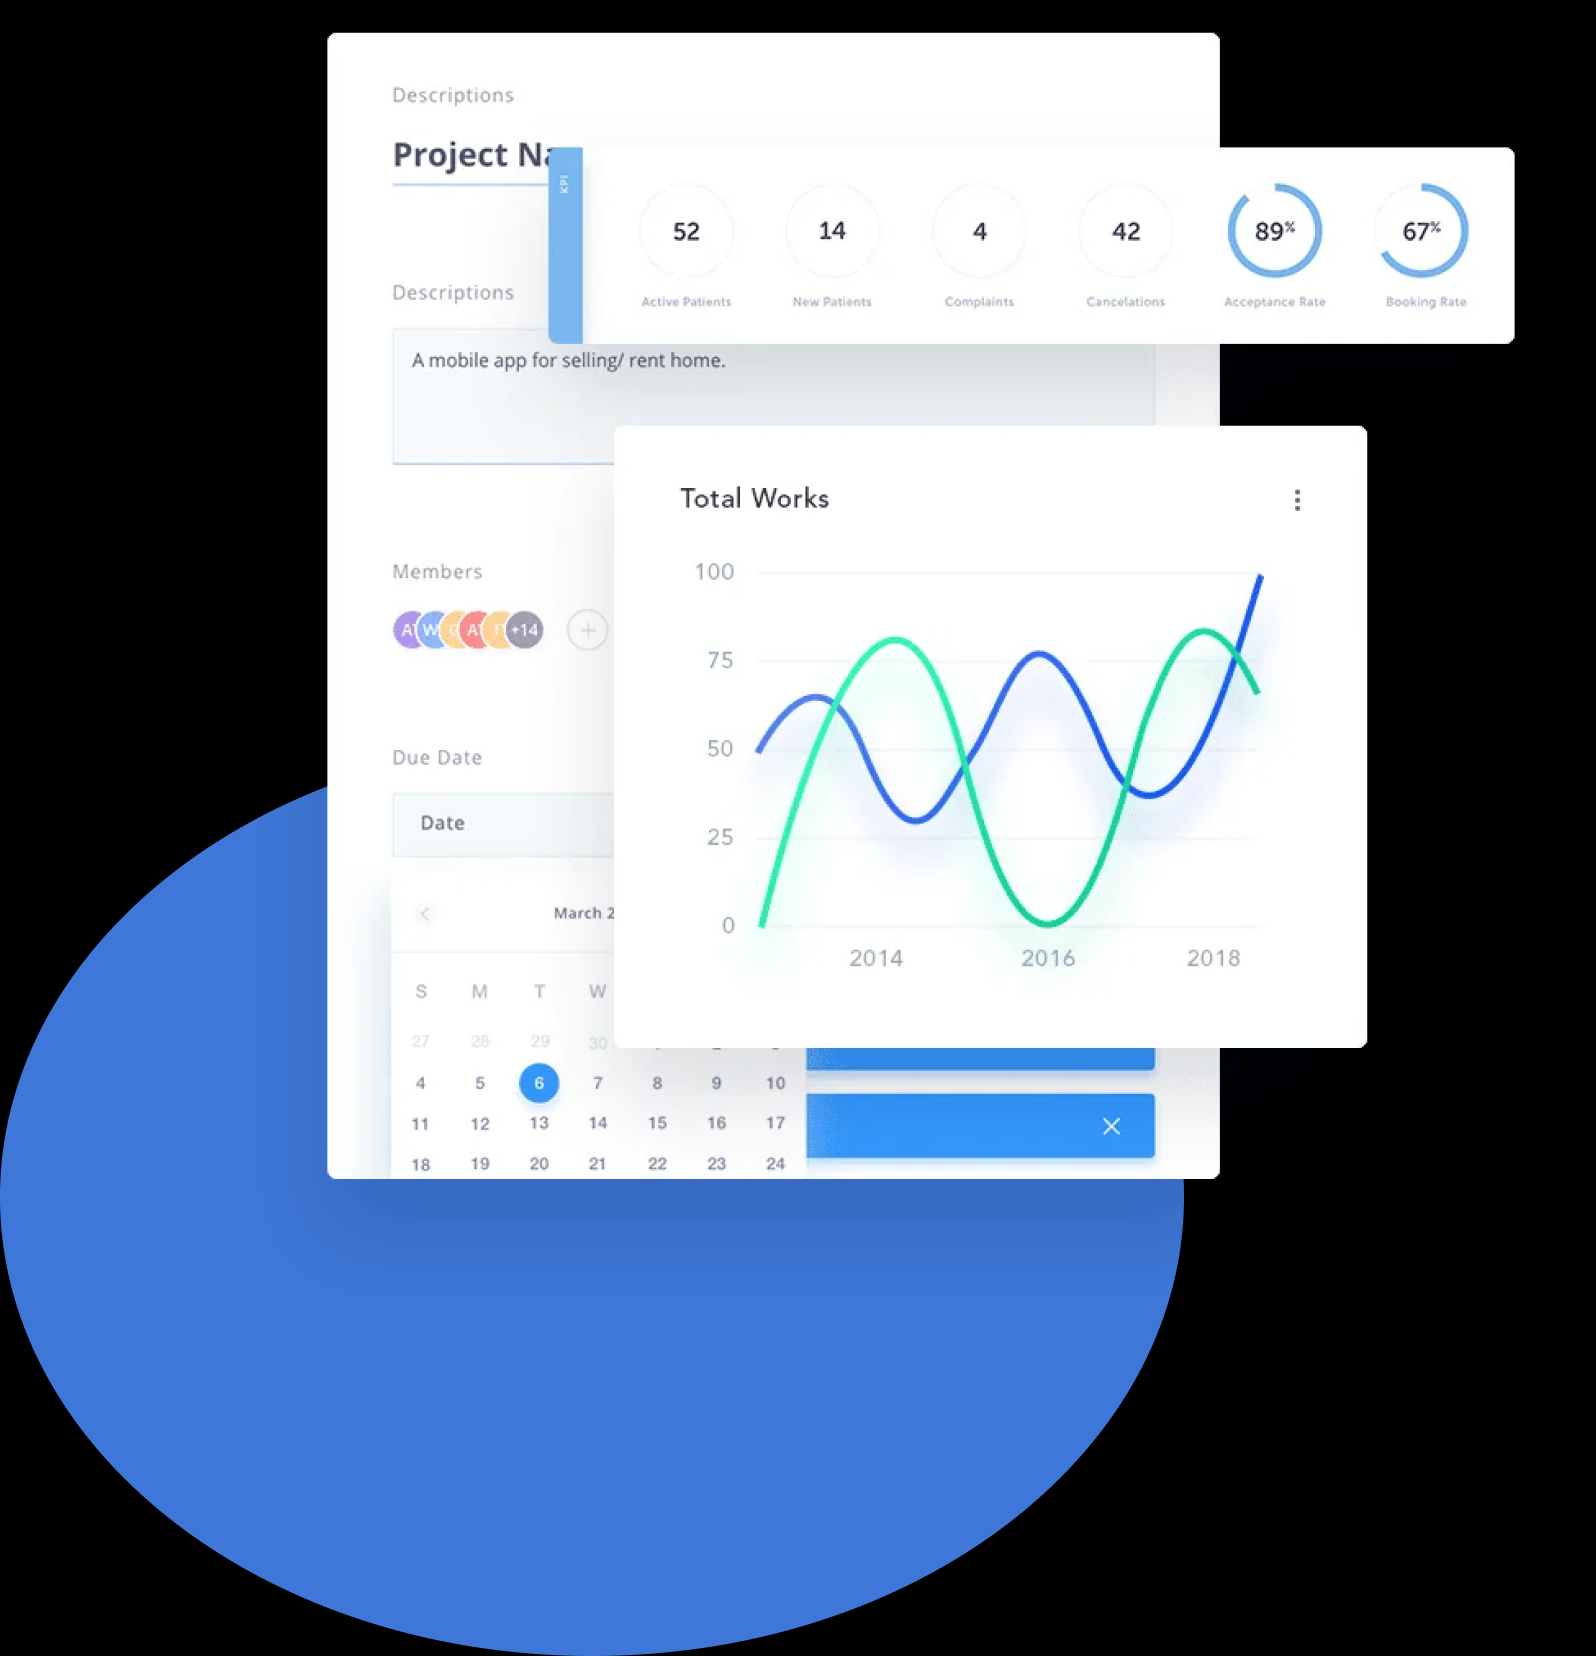 Descriptions
Project Na
KPI
52
14
4
42
89%
67%
Active Patients
New Patients
Complaints
Cancelations
Acceptance Rate
Booking Rate
Descriptions
A mobile app for selling/ rent home.
Total Works
100
75
50
25
0
2014
2016
2018
Members
A W A +14
Due Date
Date
March 2
S M T W
27 28 29 30
4 5 6 7 8 9 10
11 12 13 14 15 16 17
18 19 20 21 22 23 24